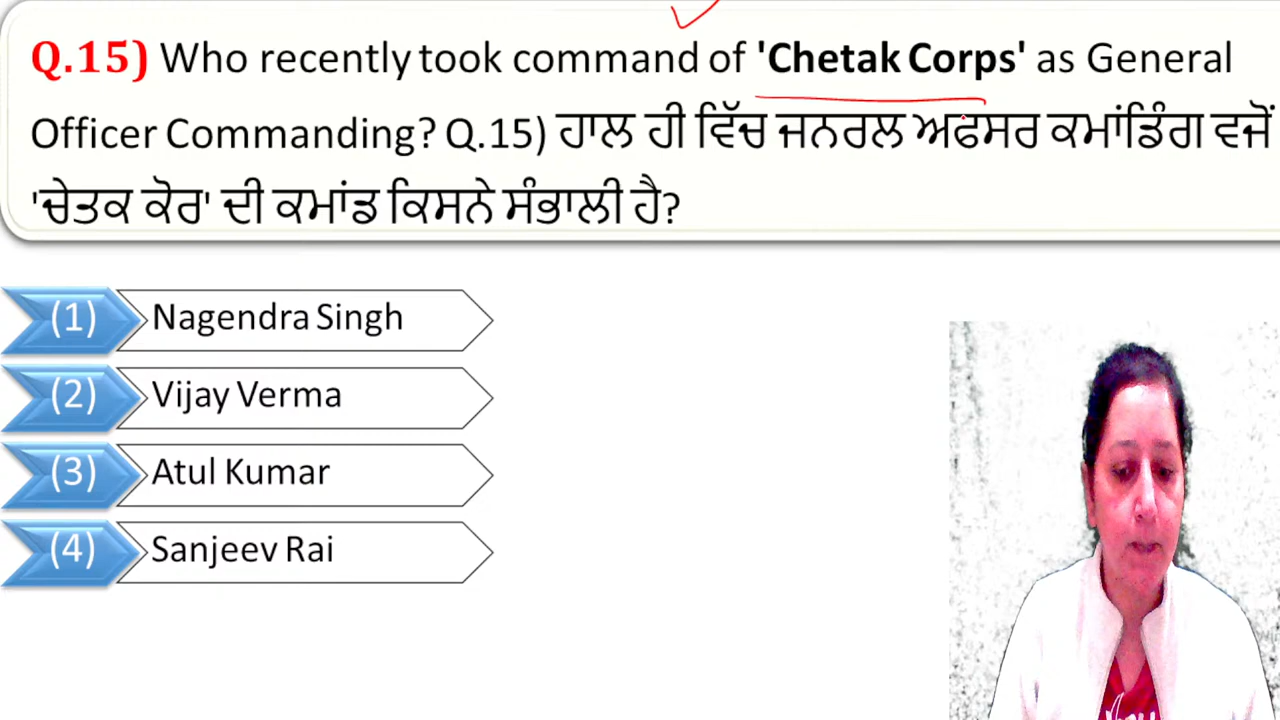 Q.15) Who recently took command of 'Chetak Corps' as General
Officer Commanding? Q.15) ਹਾਲ ਹੀ ਵਿੱਚ ਜਨਰਲ ਅਫਸਰ ਕਮਾਂਡਿੰਗ ਵਜੋਂ
'ਚੇਤਕ ਕੋਰ' ਦੀ ਕਮਾਂਡ ਕਿਸਨੇ ਸੰਭਾਲੀ ਹੈ?
(1) Nagendra Singh
(2) Vijay Verma
(3) Atul Kumar
(4) Sanjeev Rai